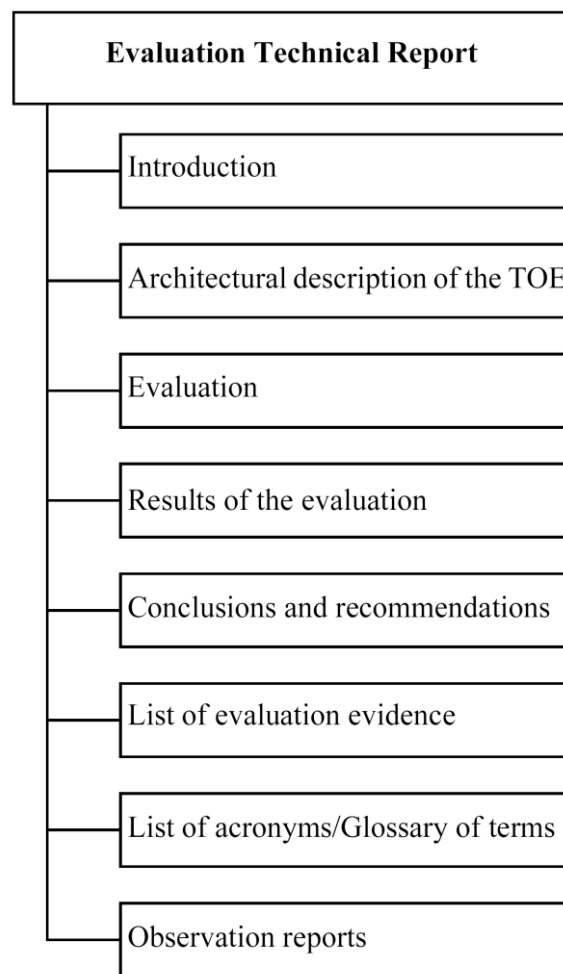 Evaluation Technical Report
Introduction
Architectural description of the TOE
Evaluation
Results of the evaluation
Conclusions and recommendations
List of evaluation evidence
List of acronyms/Glossary of terms
Observation reports